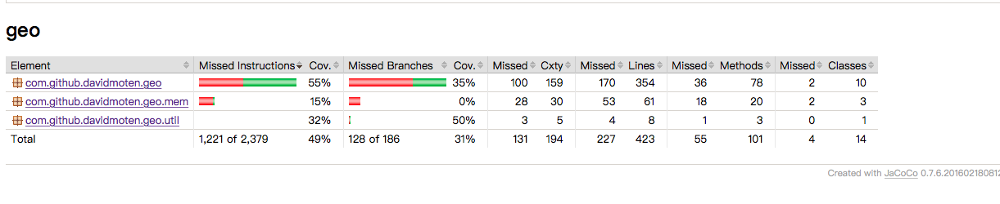 geo
Element Missed Instructions Cov. Missed Branches Cov. Missed Cxty Missed Lines Missed Methods Missed Classes
com.github.davidmoten.geo 55% 35% 100 159 170 354 36 78 2 10
com.github.davidmoten.geo.mem 15% 0% 28 30 53 61 18 20 2 3
com.github.davidmoten.geo.util 32% 50% 3 5 4 8 1 3 0 1
Total 1,221 of 2,379 49% 128 of 186 31% 131 194 227 423 55 101 4 14
Created with JaCoCo 0.7.6.201602180812